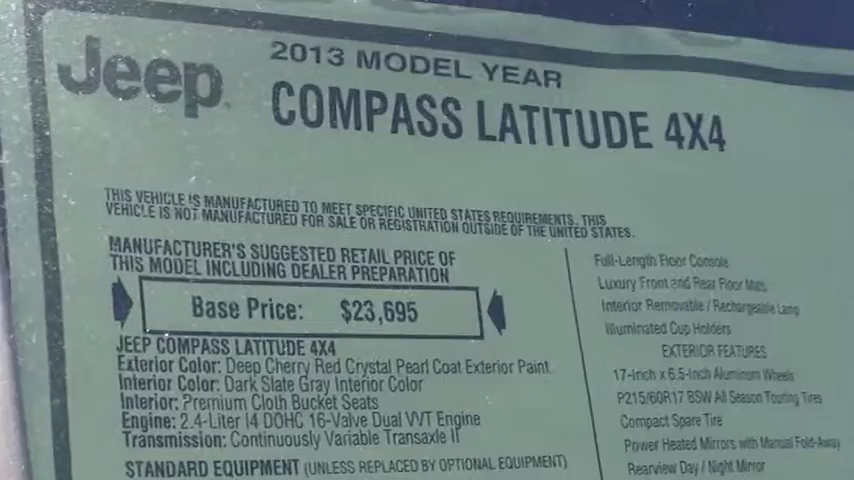 Jeep
2013 MODEL YEAR
COMPASS LATITUDE 4X4
THIS VEHICLE IS MANUFACTURED TO MEET SPECIFIC UNITED STATES REQUIREMENTS. THIS
VEHICLE IS NOT MANUFACTURED FOR SALE OR REGISTRATION OUTSIDE OF THE UNITED STATES.
MANUFACTURER'S SUGGESTED RETAIL PRICE OF
THIS MODEL INCLUDING DEALER PREPARATION
Base Price: $23,695
JEEP COMPASS LATITUDE 4X4
Exterior Color: Deep Cherry Red Crystal Pearl Coat Exterior Paint
Interior Color: Dark Slate Gray Interior Color
Interior: Premium Cloth Bucket Seats
Engine: 2.4-Liter I4 DOHC 16-Valve Dual VVT Engine
Transmission: Continuously Variable Transaxle II
STANDARD EQUIPMENT (UNLESS REPLACED BY OPTIONAL EQUIPMENT)
Full-Length Floor Console
Luxury Front and Rear Floor Mats
Interior Removable / Rechargeable Lamp
Illuminated Cup Holders
EXTERIOR FEATURES
17-Inch x 6.5-Inch Aluminum Wheels
P215/60R17 BSW All Season Touring Tires
Compact Spare Tire
Power Heated Mirrors with Manual Fold-Away
Rearview Day / Night Mirror